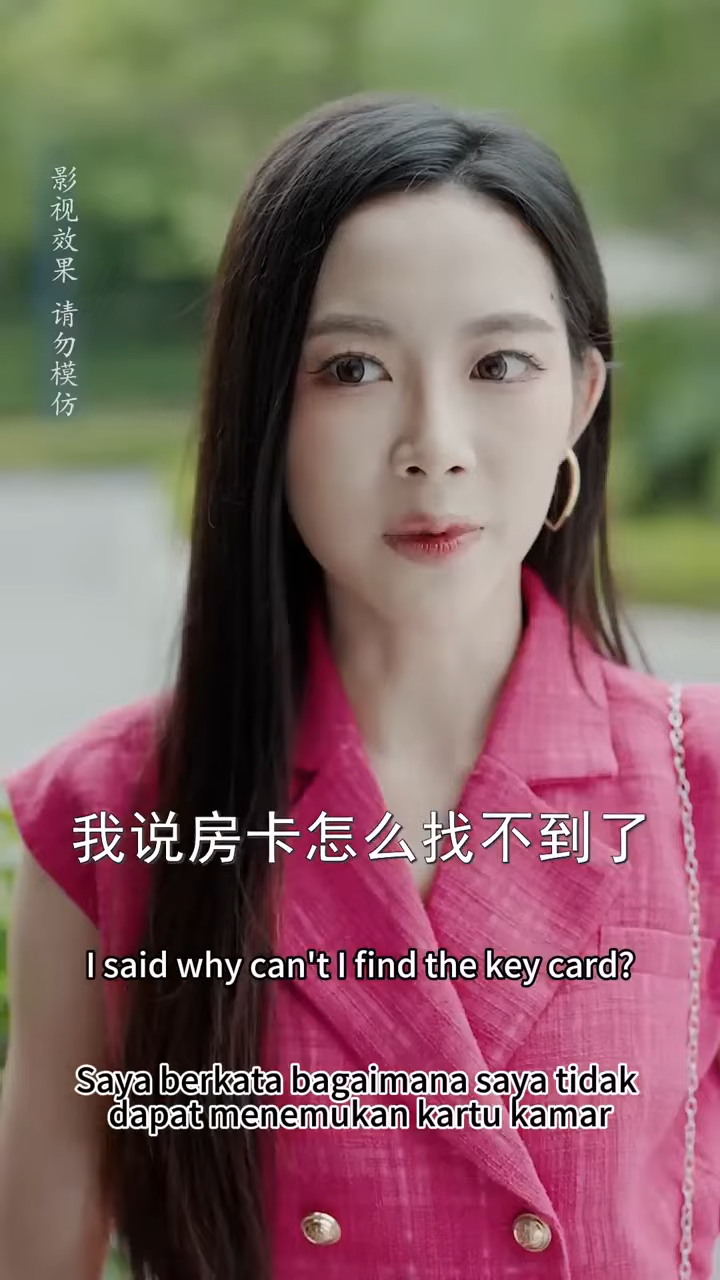 影视效果 请勿模仿
我说房卡怎么找不到了
I said why can't I find the key card?
Saya berkata bagaimana saya tidak
dapat menemukan kartu kamar